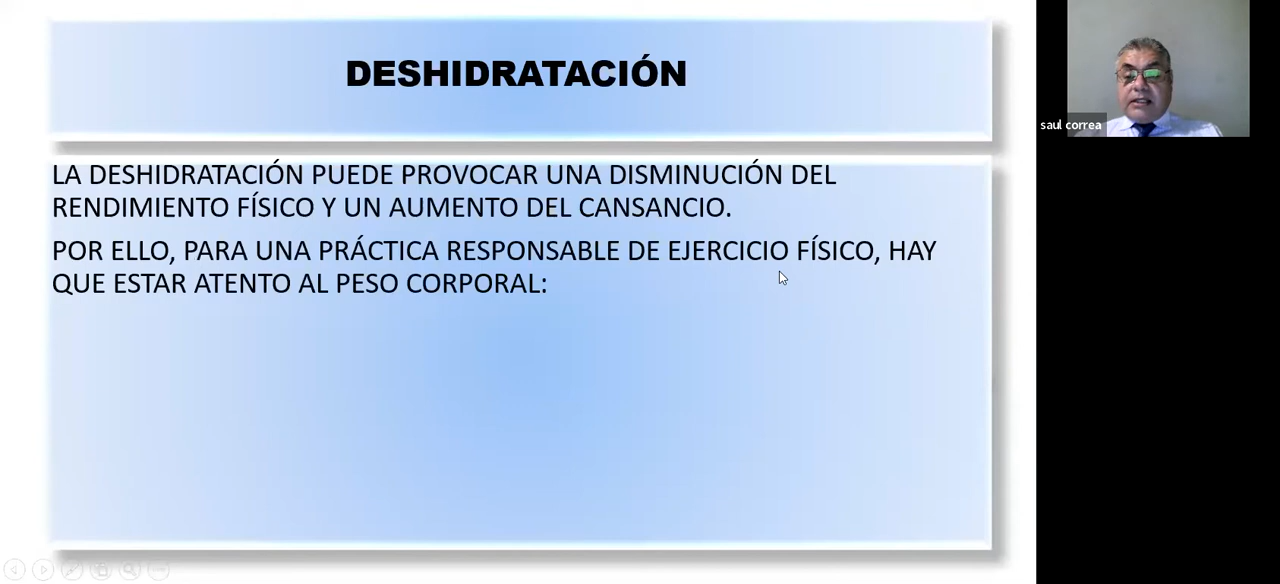 DESHIDRATACIÓN
LA DESHIDRATACIÓN PUEDE PROVOCAR UNA DISMINUCIÓN DEL
RENDIMIENTO FÍSICO Y UN AUMENTO DEL CANSANCIO.
POR ELLO, PARA UNA PRÁCTICA RESPONSABLE DE EJERCICIO FÍSICO, HAY
QUE ESTAR ATENTO AL PESO CORPORAL:
saul correa